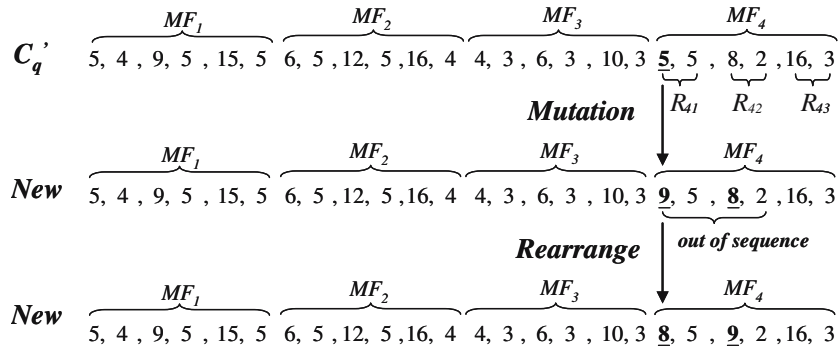 MF1 MF2 MF3 MF4
Cq’ 5, 4 , 9, 5 , 15, 5 6, 5 ,12, 5 ,16, 4 4, 3 , 6, 3 , 10, 3 5, 5 , 8, 2 ,16, 3
R41 R42 R43
Mutation
MF1 MF2 MF3 MF4
New 5, 4 , 9, 5 , 15, 5 6, 5 ,12, 5 ,16, 4 4, 3 , 6, 3 , 10, 3 9, 5 , 8, 2 ,16, 3
out of sequence
Rearrange
MF1 MF2 MF3 MF4
New 5, 4 , 9, 5 , 15, 5 6, 5 ,12, 5 ,16, 4 4, 3 , 6, 3 , 10, 3 8, 5 , 9, 2 ,16, 3